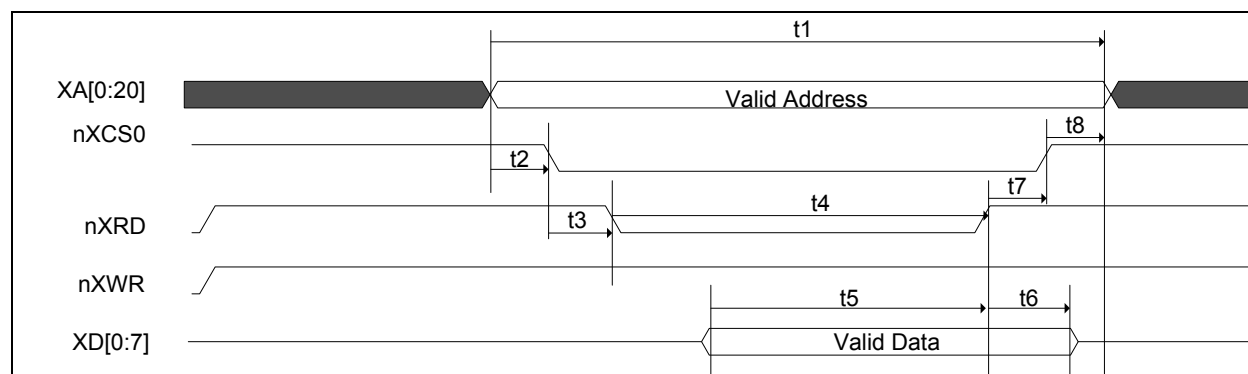 t1
XA[0:20]
Valid Address
nXCS0
t8
t2
t7
nXRD
t4
t3
nXWR
t5
t6
XD[0:7]
Valid Data